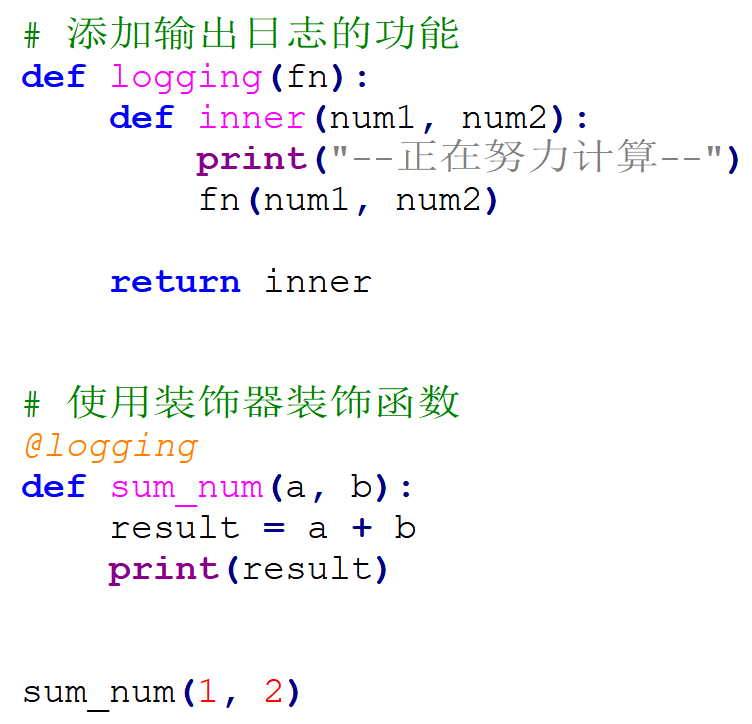 # 添加输出日志的功能
def logging(fn):
    def inner(num1, num2):
        print("--正在努力计算--")
        fn(num1, num2)
    return inner
# 使用装饰器装饰函数
@logging
def sum_num(a, b):
    result = a + b
    print(result)
sum_num(1, 2)